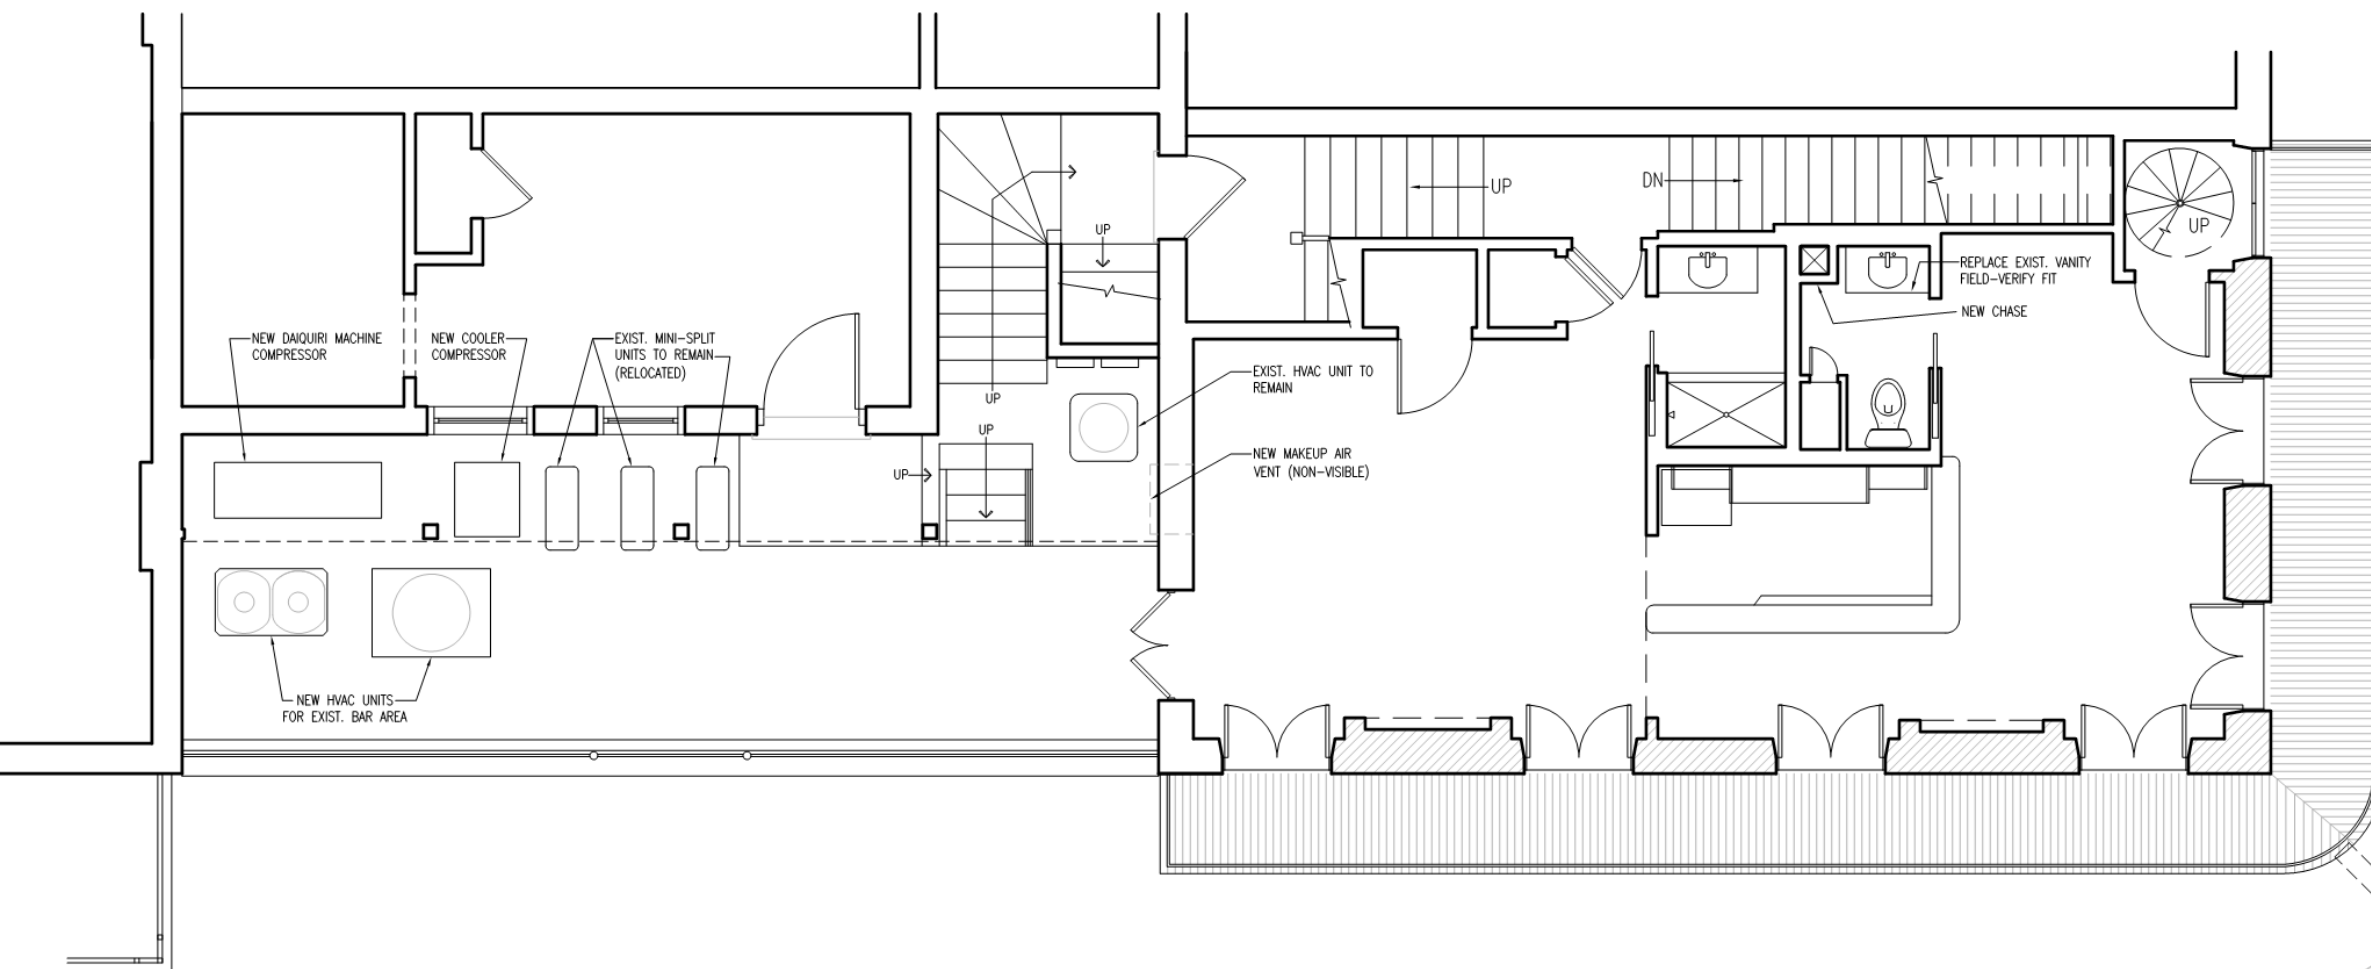 UP
DN
UP
UP
UP
REPLACE EXIST. VANITY
FIELD-VERIFY FIT
NEW CHASE
NEW DAIQUIRI MACHINE
COMPRESSOR
NEW COOLER
COMPRESSOR
EXIST. MINI-SPLIT
UNITS TO REMAIN
(RELOCATED)
EXIST. HVAC UNIT TO
REMAIN
UP
UP
UP
NEW MAKEUP AIR
VENT (NON-VISIBLE)
NEW HVAC UNITS
FOR EXIST. BAR AREA